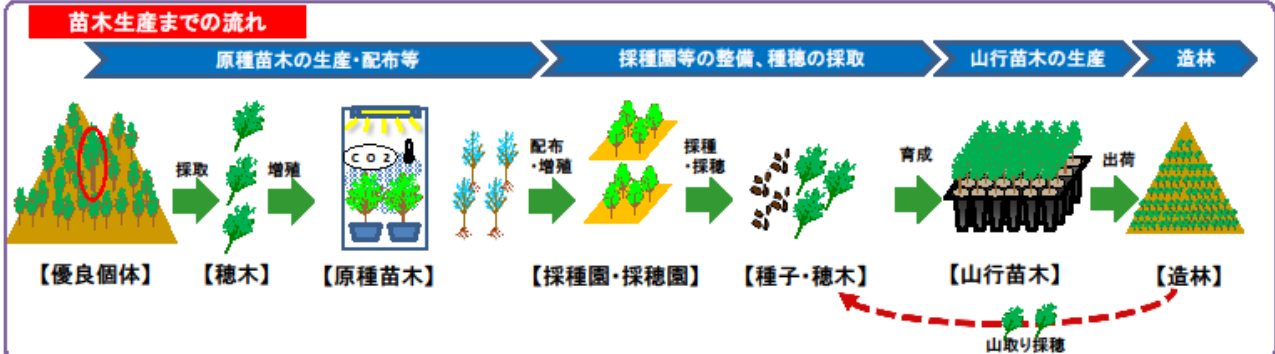 苗木生産までの流れ
原種苗木の生産・配布等
採種園等の整備、種穂の採取
山行苗木の生産
造林
採取
増殖
CO2
配布
・増殖
採種
・採穂
育成
出荷
【優良個体】
【穂木】
【原種苗木】
【採種園・採穂園】
【種子・穂木】
【山行苗木】
【造林】
山取り採穂